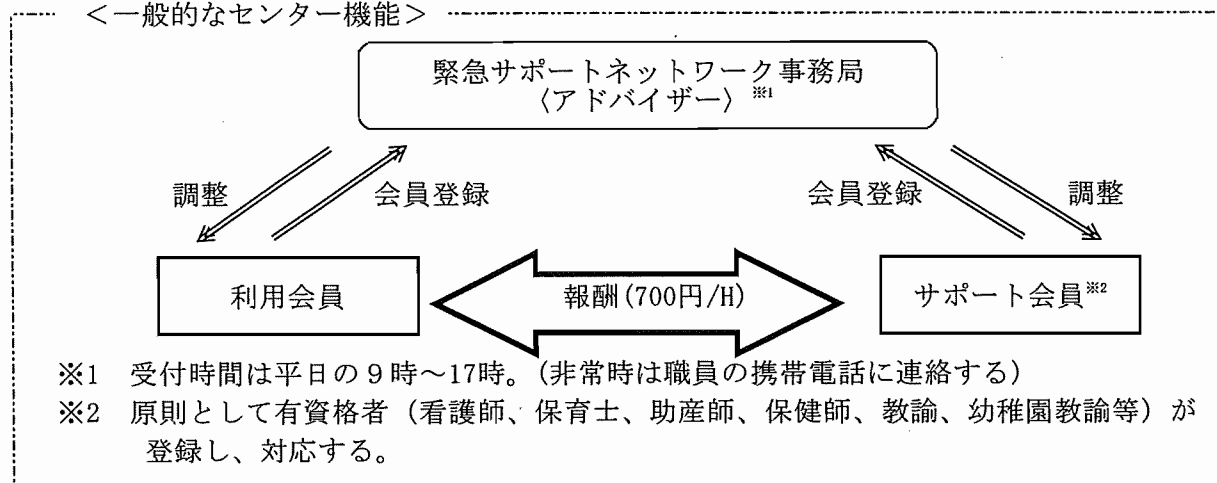 ＜一般的なセンター機能＞
緊急サポートネットワーク事務局
〈アドバイザー〉※1
調整
会員登録
会員登録
調整
利用会員
報酬(700円/H)
サポート会員※2
※1　受付時間は平日の９時～17時。(非常時は職員の携帯電話に連絡する)
※2　原則として有資格者（看護師、保育士、助産師、保健師、教諭、幼稚園教諭等）が
登録し、対応する。